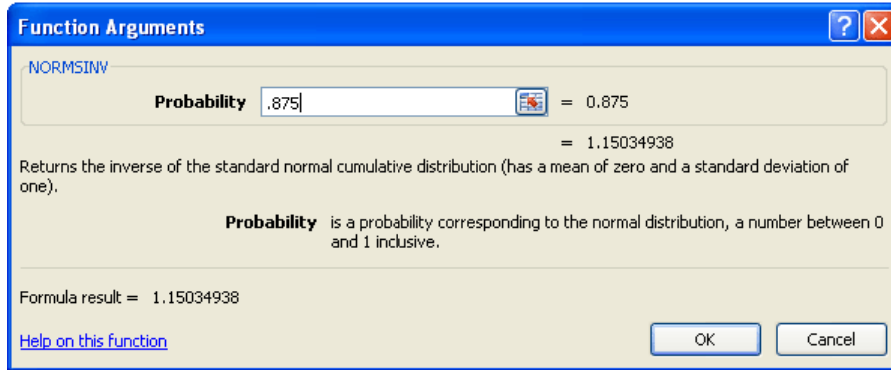 Function Arguments
NORMSINV
Probability .875 = 0.875
= 1.15034938
Returns the inverse of the standard normal cumulative distribution (has a mean of zero and a standard deviation of
one).
Probability is a probability corresponding to the normal distribution, a number between 0
and 1 inclusive.
Formula result = 1.15034938
Help on this function OK Cancel